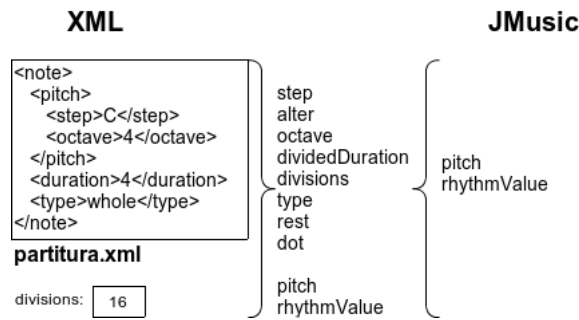 XML
JMusic
<note>
<pitch>
<step>C</step>
<octave>4</octave>
</pitch>
<duration>4</duration>
<type>whole</type>
</note>
partitura.xml
divisions: 16
step
alter
octave
dividedDuration
divisions
type
rest
dot
pitch
rhythmValue
pitch
rhythmValue